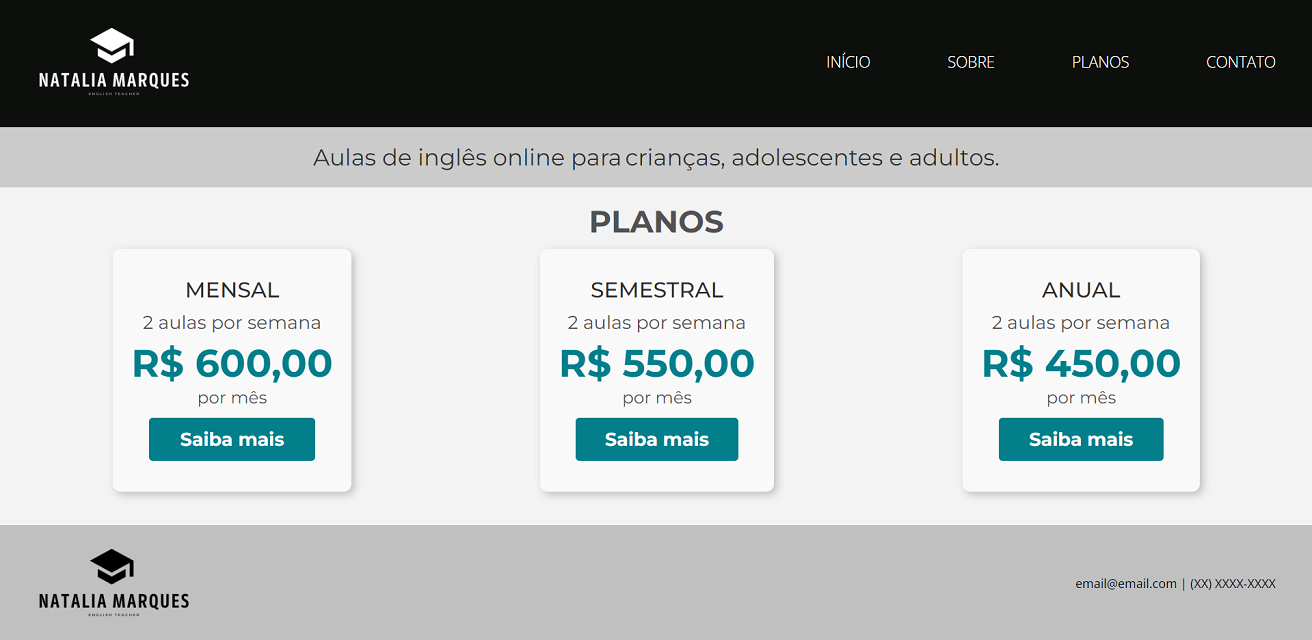 NATALIA MARQUES
ENGLISH TEACHER
INÍCIO SOBRE PLANOS CONTATO
Aulas de inglês online para crianças, adolescentes e adultos.
PLANOS
MENSAL
2 aulas por semana
R$ 600,00
por mês
Saiba mais
SEMESTRAL
2 aulas por semana
R$ 550,00
por mês
Saiba mais
ANUAL
2 aulas por semana
R$ 450,00
por mês
Saiba mais
NATALIA MARQUES
ENGLISH TEACHER
email@email.com | (XX) XXXX-XXXX